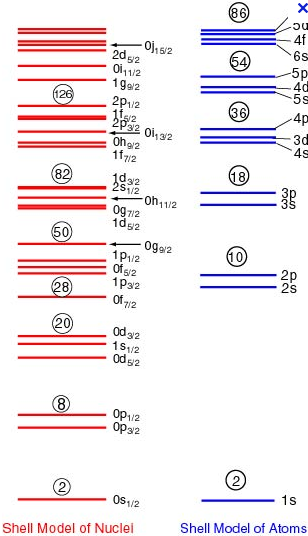 86
5d
4f
6s
0j15/2
2d5/2
54
0i11/2
5p
1g9/2
4d
5s
126
2p1/2
36
1f5/2
4p
2p3/2
0i13/2
3d
0h9/2
4s
1f7/2
82
18
1d3/2
2s1/2
3p
0h11/2
3s
0g7/2
1d5/2
50
0g9/2
10
1p1/2
0f5/2
2p
1p3/2
28
2s
0f7/2
20
0d3/2
1s1/2
0d5/2
8
0p1/2
0p3/2
2
2
0s1/2
1s
Shell Model of Nuclei
Shell Model of Atoms